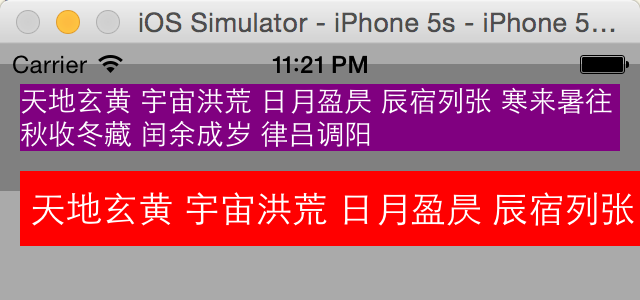 iOS Simulator - iPhone 5s - iPhone 5...
Carrier 11:21 PM
天地玄黄 宇宙洪荒 日月盈昃 辰宿列张 寒来暑往
秋收冬藏 闰余成岁 律吕调阳
天地玄黄 宇宙洪荒 日月盈昃 辰宿列张